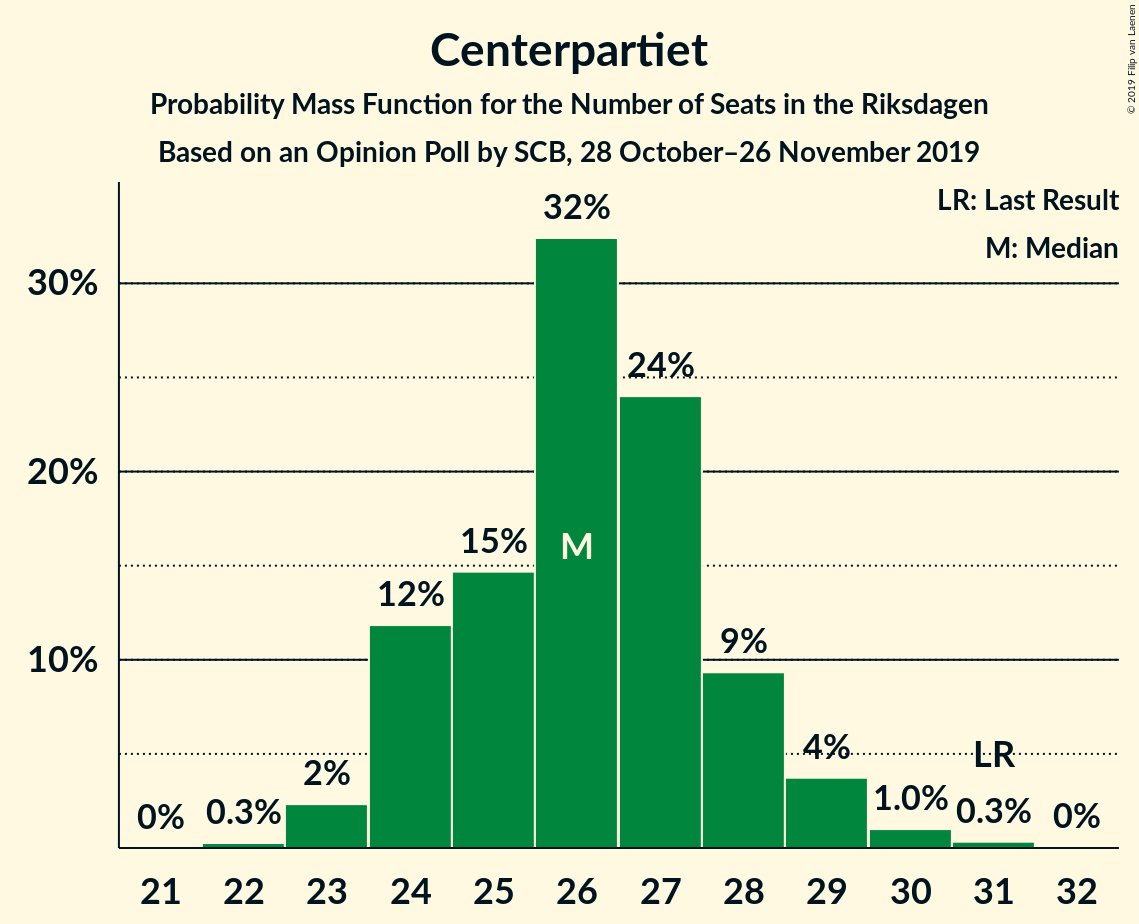 Centerpartiet
Probability Mass Function for the Number of Seats in the Riksdagen
Based on an Opinion Poll by SCB, 28 October–26 November 2019
© 2019 Filip van Laenen
LR: Last Result
M: Median
30%
20%
10%
0%
0.3%
2%
12%
15%
32%
24%
9%
4%
1.0%
0.3%
0%
M
LR
21 22 23 24 25 26 27 28 29 30 31 32